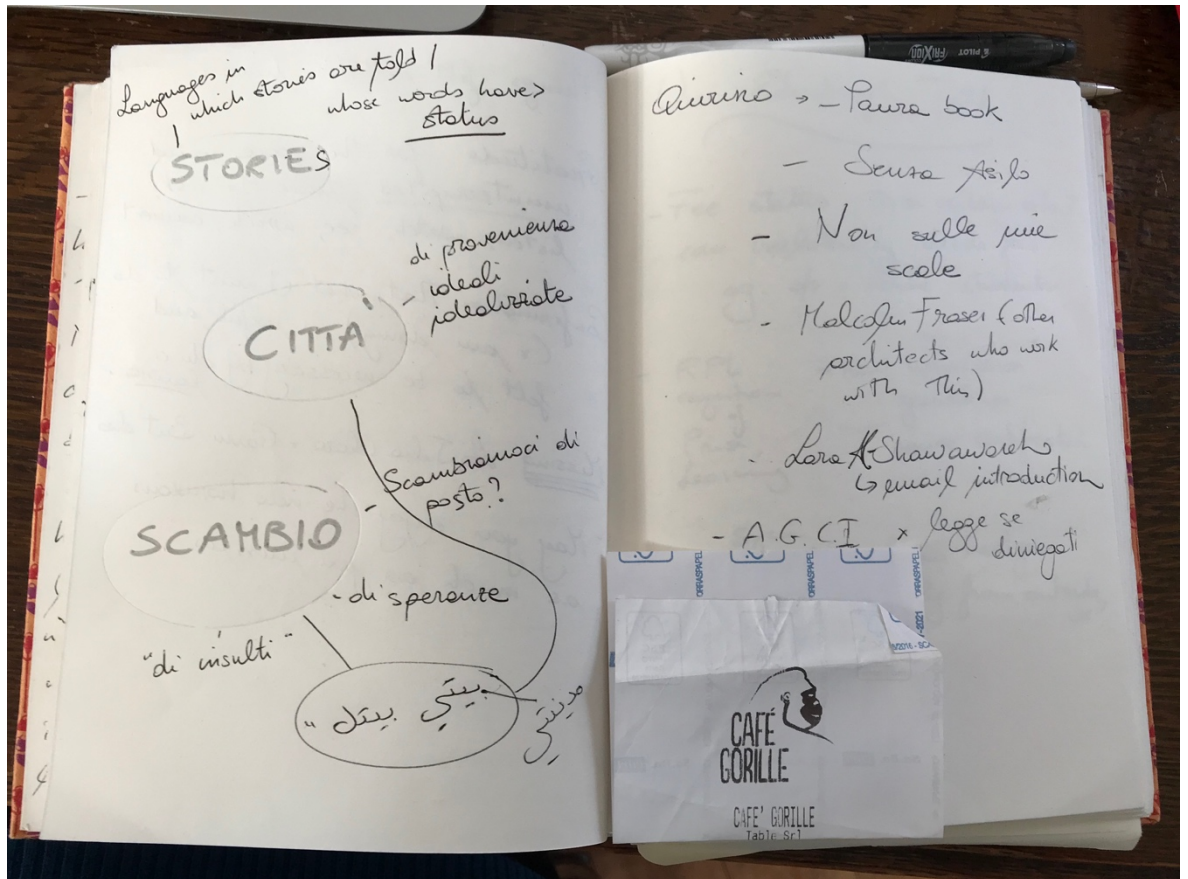 Languages in
which stories are told /
whose words have >
status
STORIES
di provenienza
ideali
idealizzate
CITTÀ
Scambiamoci di
posto?
SCAMBIO
- di speranze
"di insulti"
بيتي بيتك "
مدينتي
Quirino > - Paura book
- Senza Asilo
- Non sulle mie
scale
- Malcolm Fraser (other
architects who work
with this)
- Lara Al-Shawawreh
↳ email introduction
- A.G.C.I x legge se
diniegati
CAFÉ
GORILLE
CAFE' GORILLE
Table Srl
PILOT FRIXION